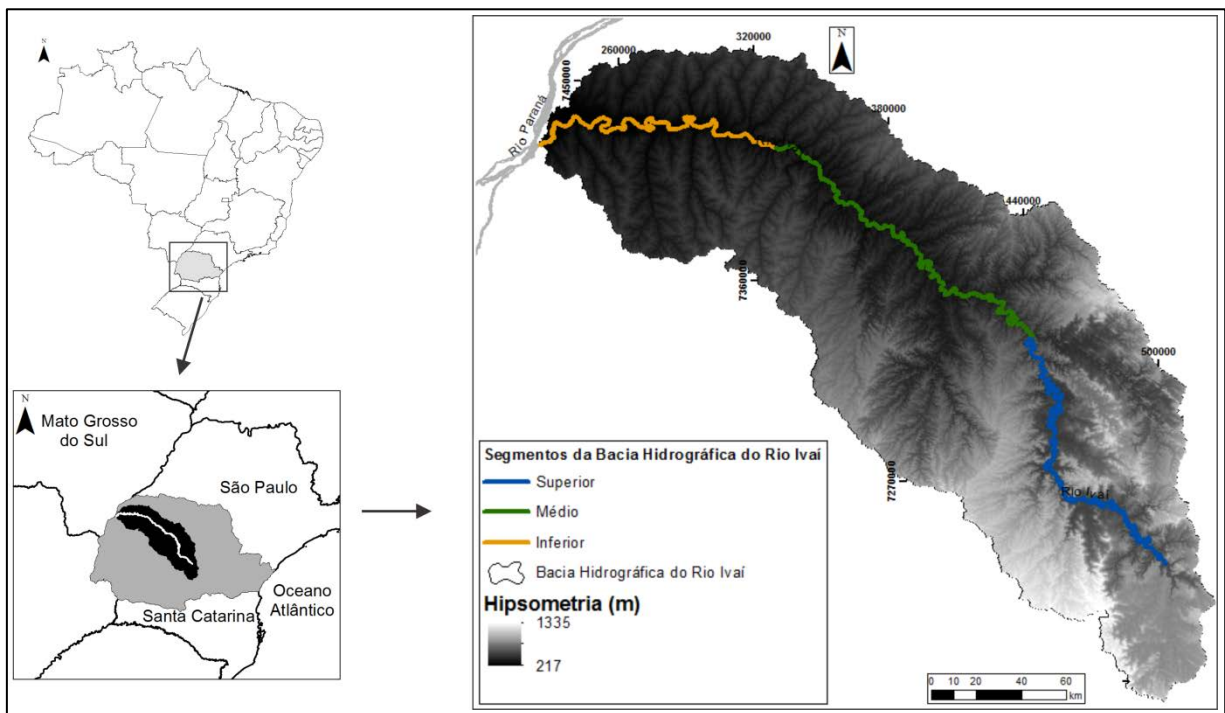 N
Mato Grosso
do Sul
N
São Paulo
Santa Catarina
Oceano
Atlântico
N
260000
320000
380000
440000
500000
7450000
7360000
7270000
Rio Paraná
Rio Ivaí
Segmentos da Bacia Hidrográfica do Rio Ivaí
Superior
Médio
Inferior
Bacia Hidrográfica do Rio Ivaí
Hipsometria (m)
1335
217
0 10 20 40 60
km